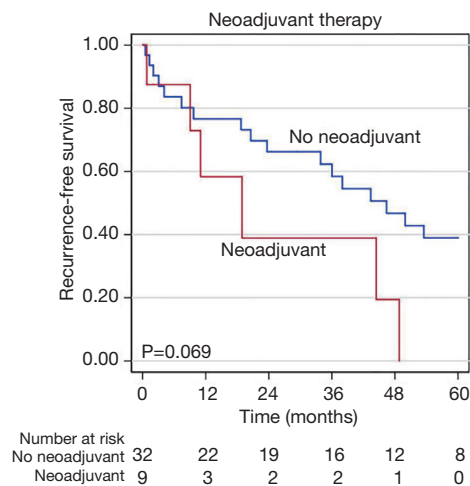 Neoadjuvant therapy
1.00
0.80
0.60
0.40
0.20
0.00
Recurrence-free survival
No neoadjuvant
Neoadjuvant
P=0.069
0 12 24 36 48 60
Time (months)
Number at risk
No neoadjuvant 32 22 19 16 12 8
Neoadjuvant 9 3 2 2 1 0